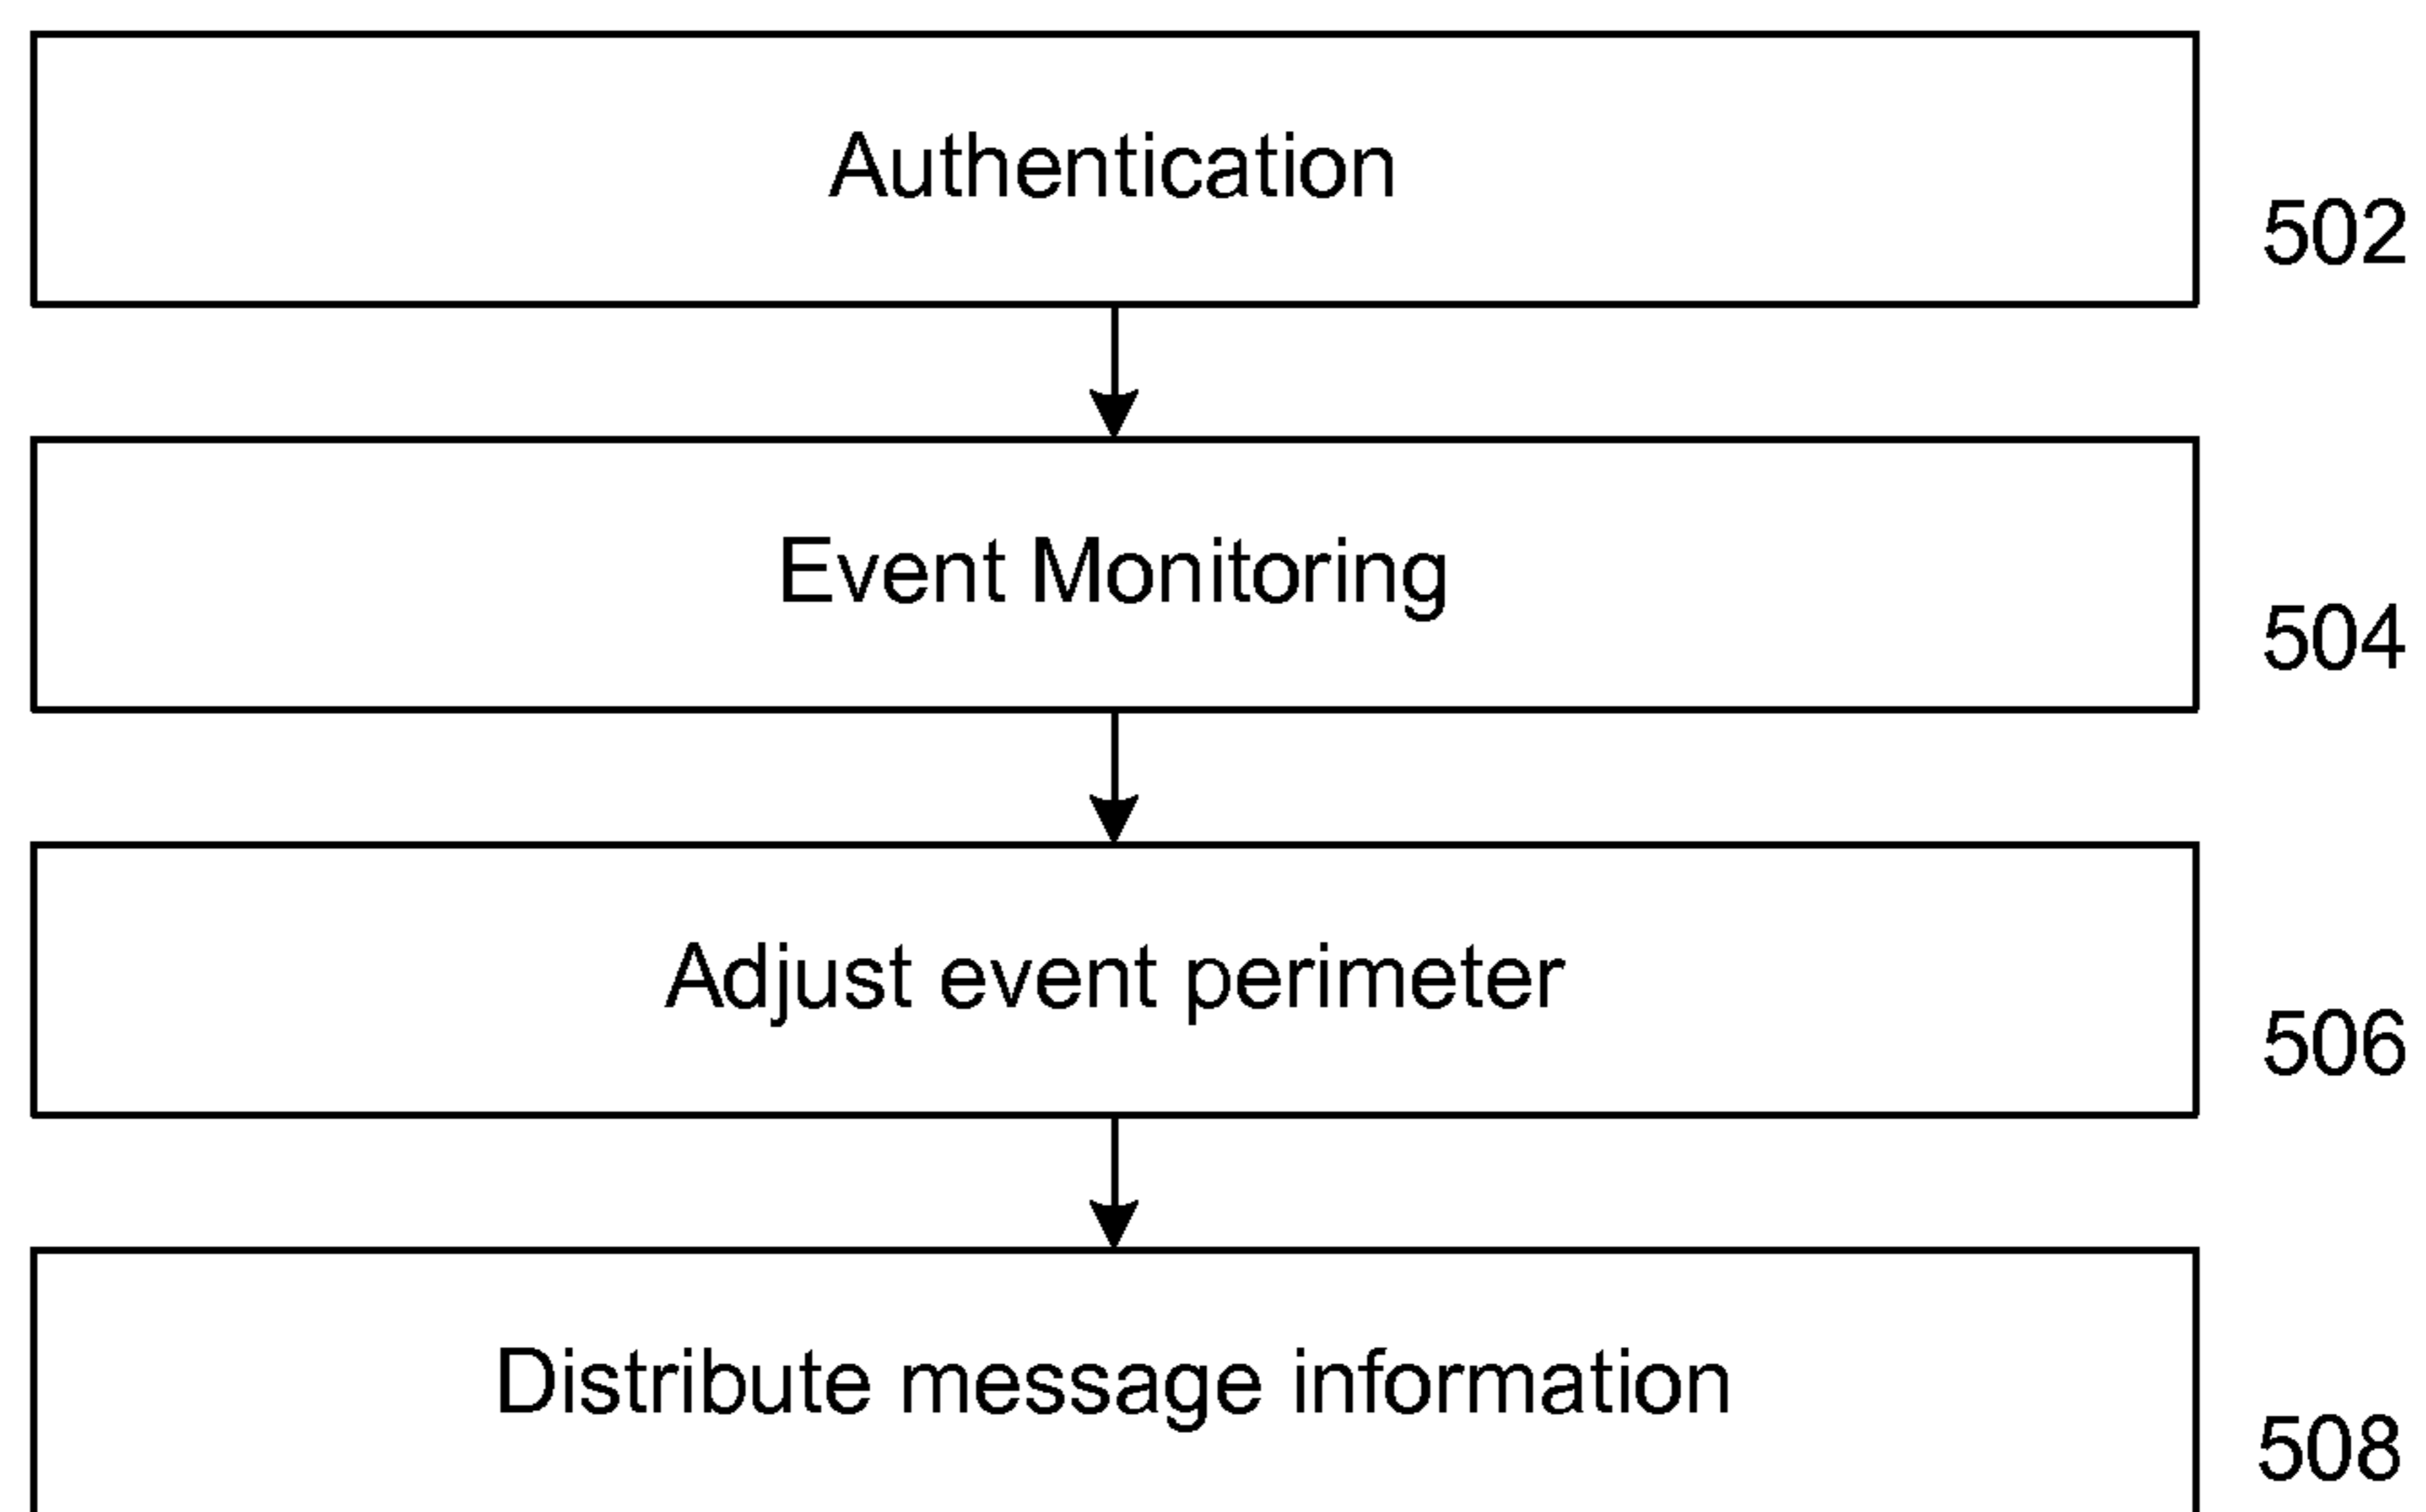 Authentication
502
Event Monitoring
504
Adjust event perimeter
506
Distribute message information
508